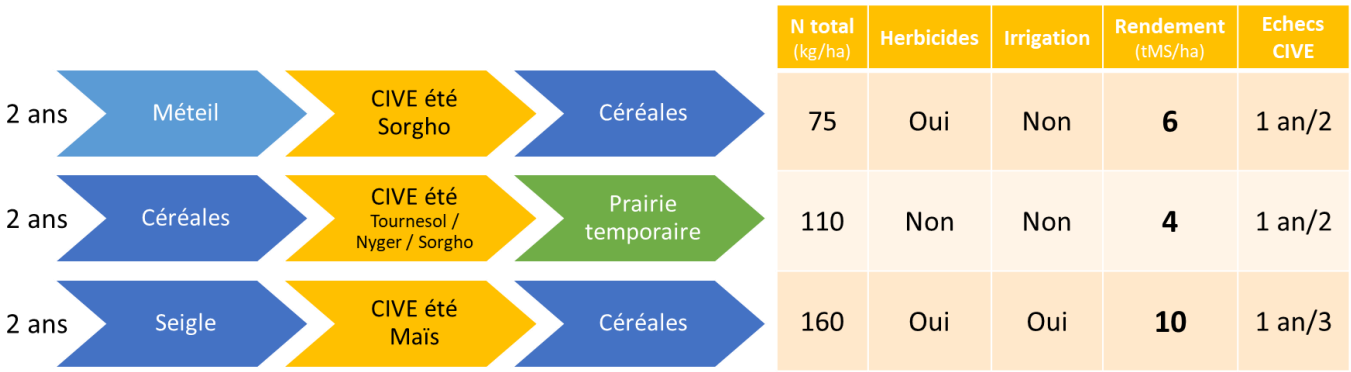 N total
(kg/ha)
Herbicides
Irrigation
Rendement
(tMS/ha)
Echecs
CIVE
2 ans
Méteil
CIVE été
Sorgho
Céréales
75
Oui
Non
6
1 an/2
2 ans
Céréales
CIVE été
Tournesol /
Nyger / Sorgho
Prairie
temporaire
110
Non
Non
4
1 an/2
2 ans
Seigle
CIVE été
Maïs
Céréales
160
Oui
Oui
10
1 an/3